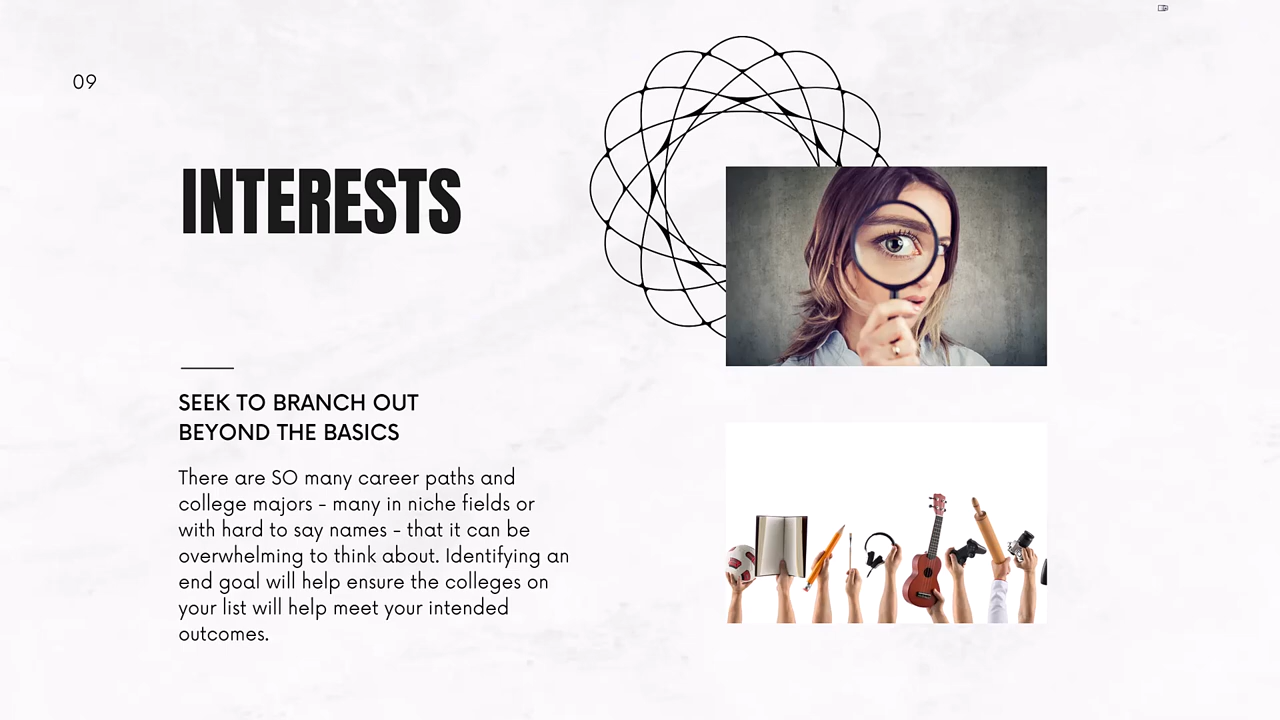 09
INTERESTS
SEEK TO BRANCH OUT
BEYOND THE BASICS
There are SO many career paths and
college majors - many in niche fields or
with hard to say names - that it can be
overwhelming to think about. Identifying an
end goal will help ensure the colleges on
your list will help meet your intended
outcomes.